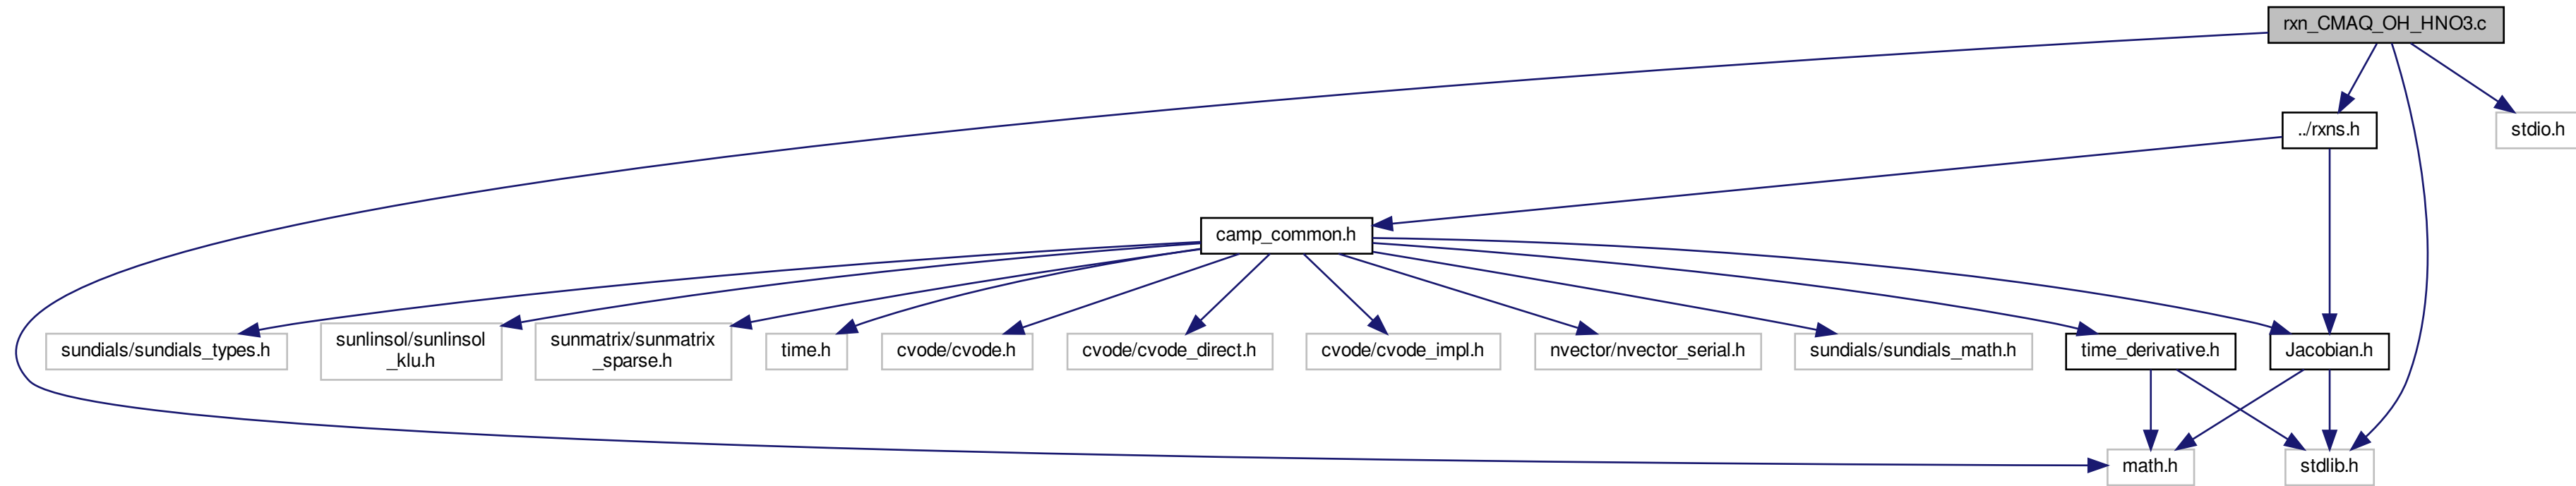 rxn_CMAQ_OH_HNO3.c
../rxns.h
stdio.h
camp_common.h
sundials/sundials_types.h
sunlinsol/sunlinsol
_klu.h
sunmatrix/sunmatrix
_sparse.h
time.h
cvode/cvode.h
cvode/cvode_direct.h
cvode/cvode_impl.h
nvector/nvector_serial.h
sundials/sundials_math.h
time_derivative.h
Jacobian.h
math.h
stdlib.h